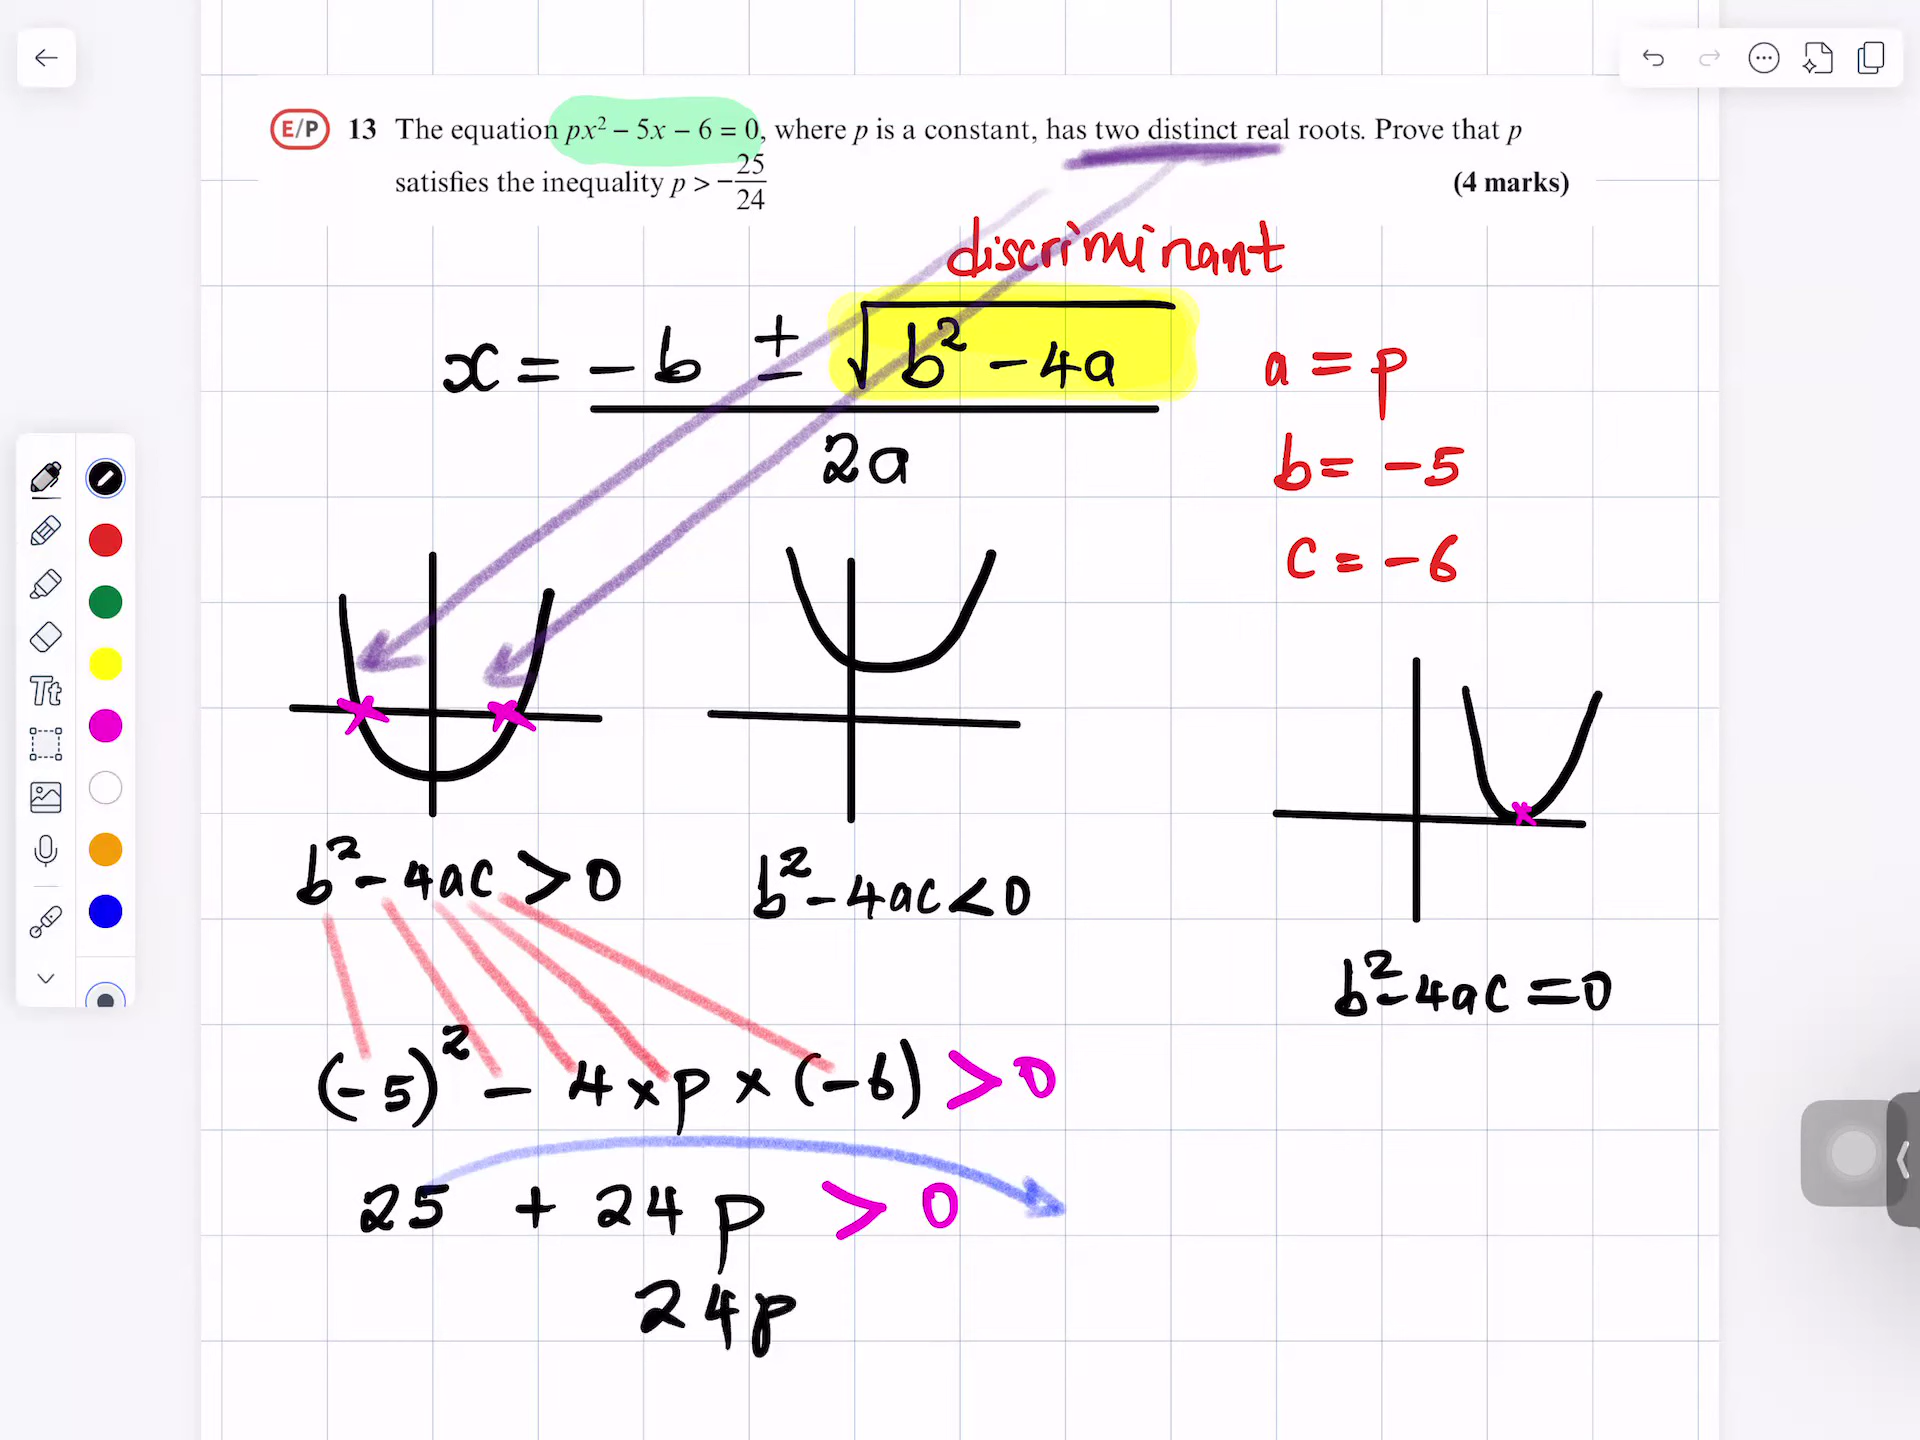 E/P 13 The equation px² – 5x – 6 = 0, where p is a constant, has two distinct real roots. Prove that p
satisfies the inequality p > –25/24 (4 marks)
discriminant
x = –b ± √b² – 4a
2a
a = p
b = –5
c = –6
b² – 4ac > 0
b² – 4ac < 0
b² – 4ac = 0
(–5)² – 4 × p × (–6) > 0
25 + 24p > 0
24p
Tt